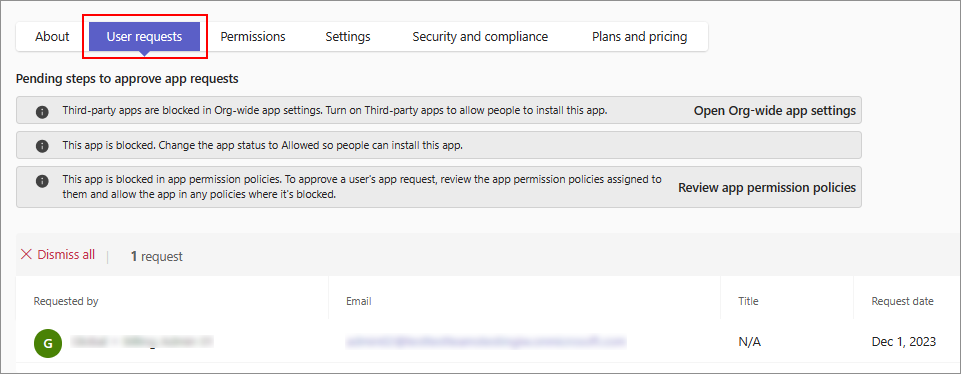 About User requests Permissions Settings Security and compliance Plans and pricing
Pending steps to approve app requests
Third-party apps are blocked in Org-wide app settings. Turn on Third-party apps to allow people to install this app. Open Org-wide app settings
This app is blocked. Change the app status to Allowed so people can install this app.
This app is blocked in app permission policies. To approve a user's app request, review the app permission policies assigned to
them and allow the app in any policies where it's blocked.
Review app permission policies
Dismiss all 1 request
Requested by Email Title Request date
G N/A Dec 1, 2023